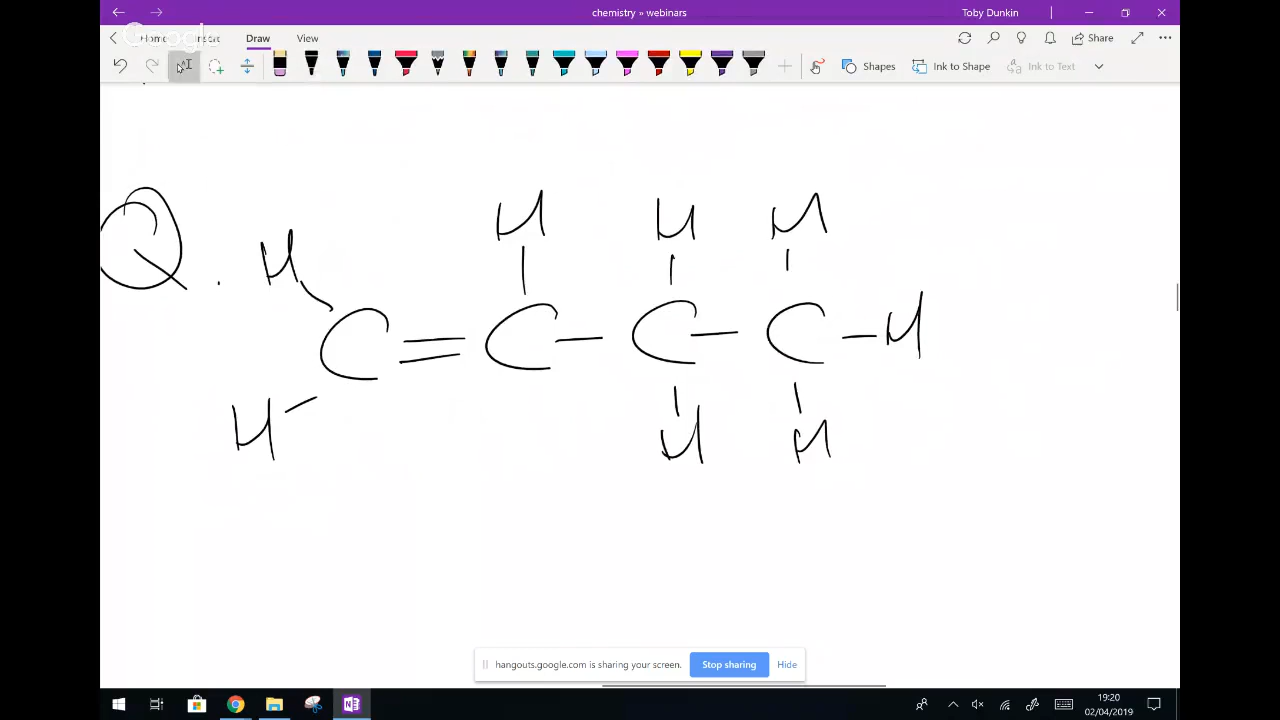 chemistry » webinars
Toby Dunkin
Home
Draw
View
Share
Shapes
Ink to Shape
Ink to Text
H H H
Q. H
C = C - C - C - H
H H H
hangouts.google.com is sharing your screen.
Stop sharing
Hide
19:20
02/04/2019